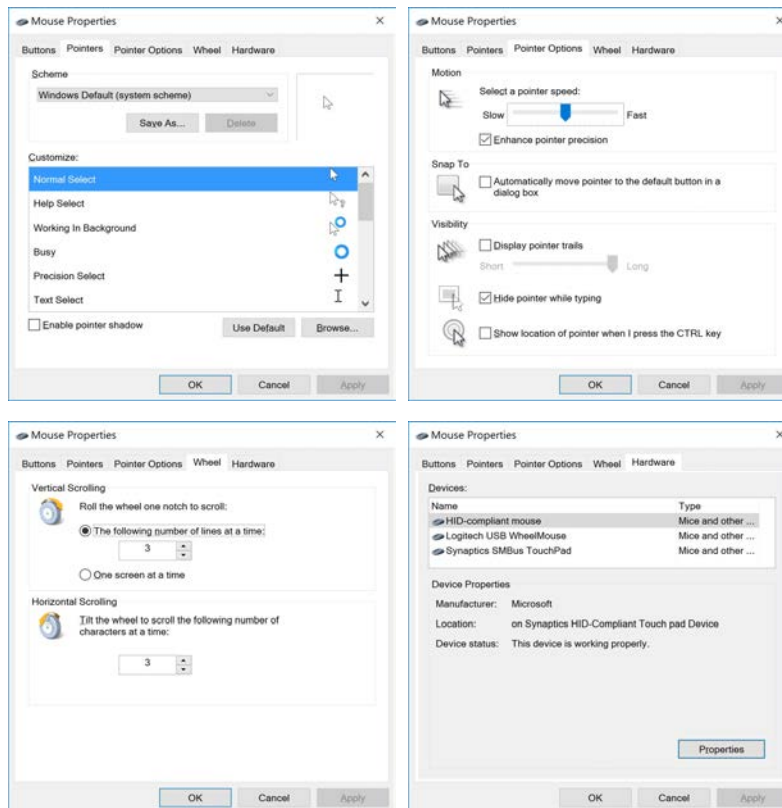 Mouse Properties
Buttons Pointers Pointer Options Wheel Hardware
Scheme
Windows Default (system scheme)
Save As... Delete
Customize:
Normal Select
Help Select
Working In Background
Busy
Precision Select
Text Select
Enable pointer shadow
Use Default Browse...
OK Cancel Apply
Mouse Properties
Buttons Pointers Pointer Options Wheel Hardware
Motion
Select a pointer speed:
Slow Fast
Enhance pointer precision
Snap To
Automatically move pointer to the default button in a
dialog box
Visibility
Display pointer trails
Short Long
Hide pointer while typing
Show location of pointer when I press the CTRL key
OK Cancel Apply
Mouse Properties
Buttons Pointers Pointer Options Wheel Hardware
Vertical Scrolling
Roll the wheel one notch to scroll:
The following number of lines at a time:
3
One screen at a time
Horizontal Scrolling
Tilt the wheel to scroll the following number of
characters at a time:
3
OK Cancel Apply
Mouse Properties
Buttons Pointers Pointer Options Wheel Hardware
Devices:
Name Type
HID-compliant mouse Mice and other ...
Logitech USB WheelMouse Mice and other ...
Synaptics SMBus TouchPad Mice and other ...
Device Properties
Manufacturer: Microsoft
Location: on Synaptics HID-Compliant Touch pad Device
Device status: This device is working properly.
Properties
OK Cancel Apply